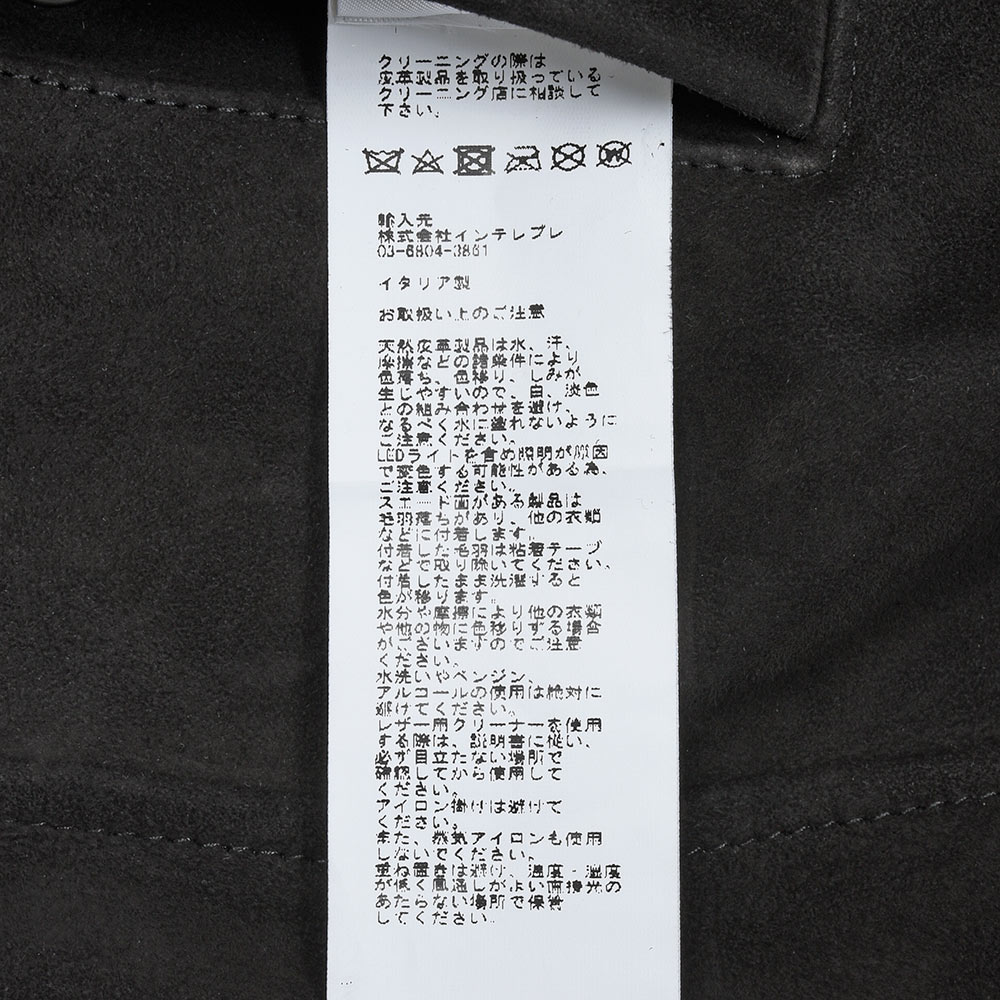 クリーニングの際は
皮革製品を取り扱っている
クリーニング店に相談して
下さい。
輸入先
株式会社インテレプレ
03-6804-3861
イタリア製
お取扱い上のご注意
天然皮革製品は水、汗、
摩擦などの諸条件により
色落ち、色移り、しみが
生じやすいので、白、淡色
との組み合わせを避け、
なるべく水に濡れないように
ご注意ください。
LEDライトを含め照明が原因
で変色する可能性がある為、
ご注意ください。
スエード面がある製品は
毛羽落ちがあり、他の衣類
などに付着します。
付着した毛羽は粘着テープ
などで取り除いてください。
付着したまま洗濯すると
色が移ります。
水分や摩擦により他の衣類
や他の物に色移りする場合
がございますのでご注意
ください。
水洗いやベンジン、
アルコールの使用は絶対に
避けてください。
レザー用クリーナーを使用
する際は、説明書に従い、
必ず目立たない場所で
確認してから使用して
ください。
アイロン掛けは避けて
ください。
また、蒸気アイロンも使用
しないでください。
重ね置きは避け、温度・湿度
が低く風通しがよい直接光の
あたらない場所で保管
してください。